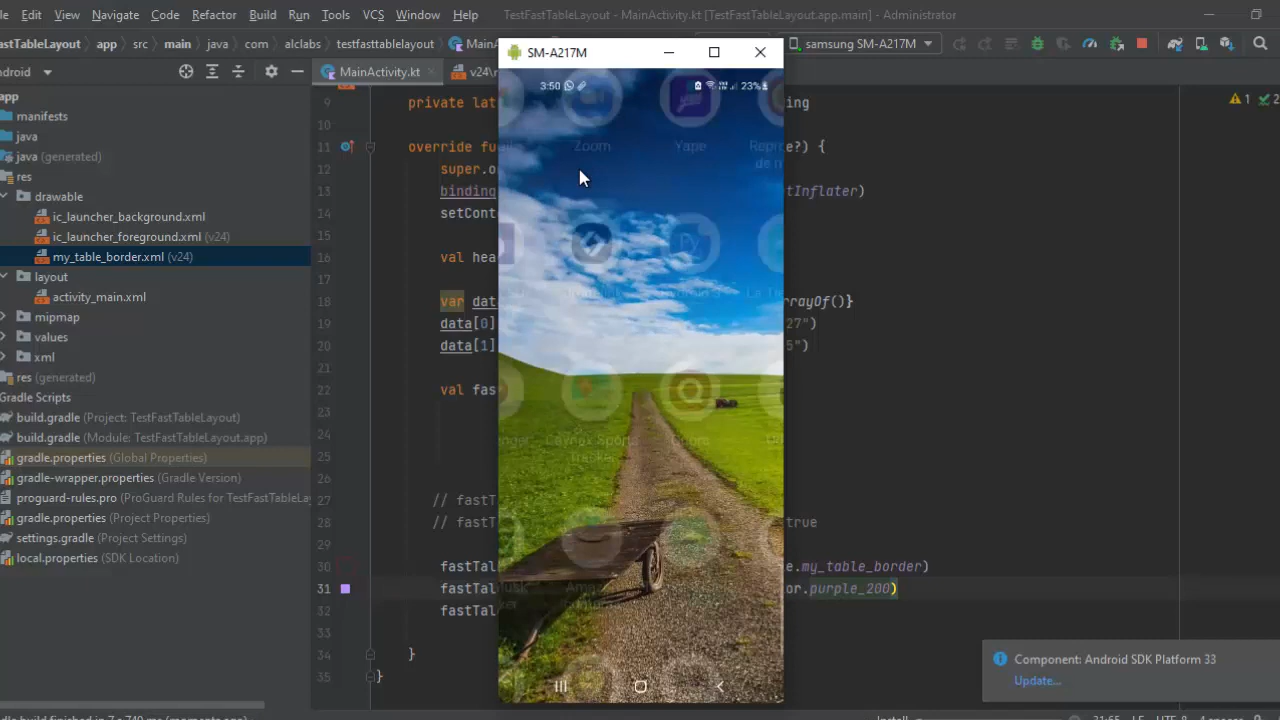 le Edit View Navigate Code Refactor Build Run Tools VCS Window Help TestFastTableLayout - MainActivity.kt [TestFastTableLayout.app.main] - Administrator
astTableLayout app src main java com alclabs testfasttablelayout samsung SM-A217M
ndroid MainActivity.kt
SM-A217M
3:50 23%
Zoom Yape
app
manifests
java
java (generated)
res
drawable
ic_launcher_background.xml
ic_launcher_foreground.xml (v24)
my_table_border.xml (v24)
layout
activity_main.xml
mipmap
values
xml
res (generated)
Gradle Scripts
build.gradle (Project: TestFastTableLayout)
build.gradle (Module: TestFastTableLayout.app)
gradle.properties (Global Properties)
gradle-wrapper.properties (Gradle Version)
proguard-rules.pro (ProGuard Rules for TestFastTableLa
gradle.properties (Project Properties)
settings.gradle (Project Settings)
local.properties (SDK Location)
9 private lat ing
10
11 override fu ?) {
12 super.o
13 binding tInflater)
14 setCont
15
16 val hea
17
18 var dat rrayOf()}
19 data[0] 27")
20 data[1] 5")
21
22 val fas
23
24
25
26
27 // fastT
28 // fastT true
29
30 fastTal e.my_table_border)
31 fastTal or.purple_200)
32 fastTal
33
34 }
35 }
1 2
Component: Android SDK Platform 33
Update...